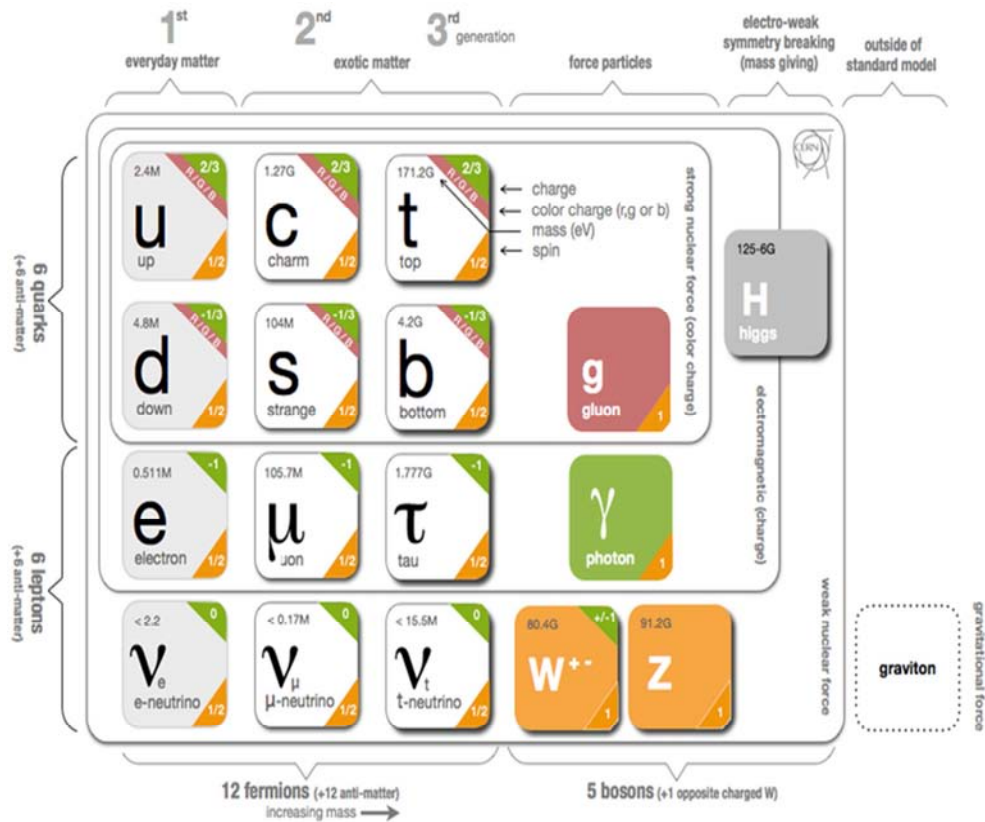 1st
2nd
3rd generation
everyday matter
exotic matter
force particles
electro-weak
symmetry breaking
(mass giving)
outside of
standard model
6 quarks
(+6 anti-matter)
2.4M
2/3
R/G/B
u
up
1/2
1.27G
2/3
R/G/B
c
charm
1/2
171.2G
2/3
R/G/B
t
top
1/2
charge
color charge (r,g or b)
mass (eV)
spin
strong nuclear force (color charge)
CERN
125-6G
H
higgs
4.8M
-1/3
R/G/B
d
down
1/2
104M
-1/3
R/G/B
s
strange
1/2
4.2G
-1/3
R/G/B
b
bottom
1/2
g
gluon
1
electromagnetic (charge)
6 leptons
(+6 anti-matter)
0.511M
-1
e
electron
1/2
105.7M
-1
μ
uon
1/2
1.777G
-1
τ
tau
1/2
γ
photon
1
weak nuclear force
< 2.2
0
νe
e-neutrino
1/2
< 0.17M
0
νμ
μ-neutrino
1/2
< 15.5M
0
νt
t-neutrino
1/2
80.4G
+/-1
W+-
1
91.2G
Z
1
graviton
gravitational force
12 fermions (+12 anti-matter)
increasing mass
5 bosons (+1 opposite charged W)